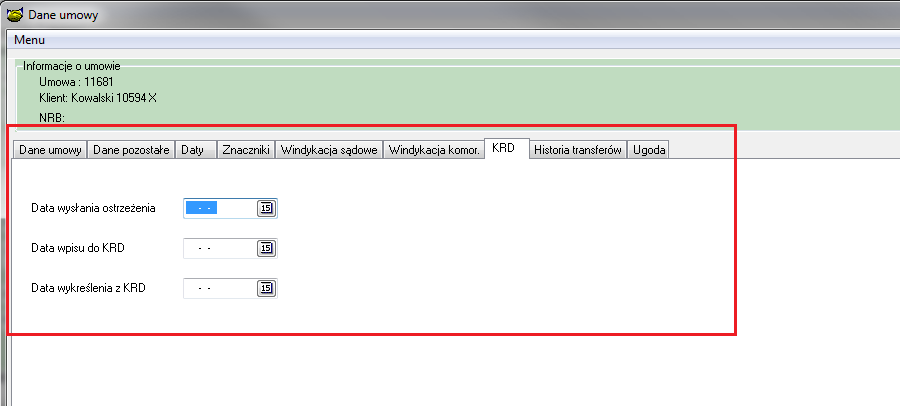 Dane umowy
Menu
Informacje o umowie
Umowa : 11681
Klient: Kowalski 10594 X
NRB:
Dane umowy Dane pozostałe Daty Znaczniki Windykacja sądowe Windykacja komor. KRD Historia transferów Ugoda
Data wysłania ostrzeżenia - - 15
Data wpisu do KRD - - 15
Data wykreślenia z KRD - - 15